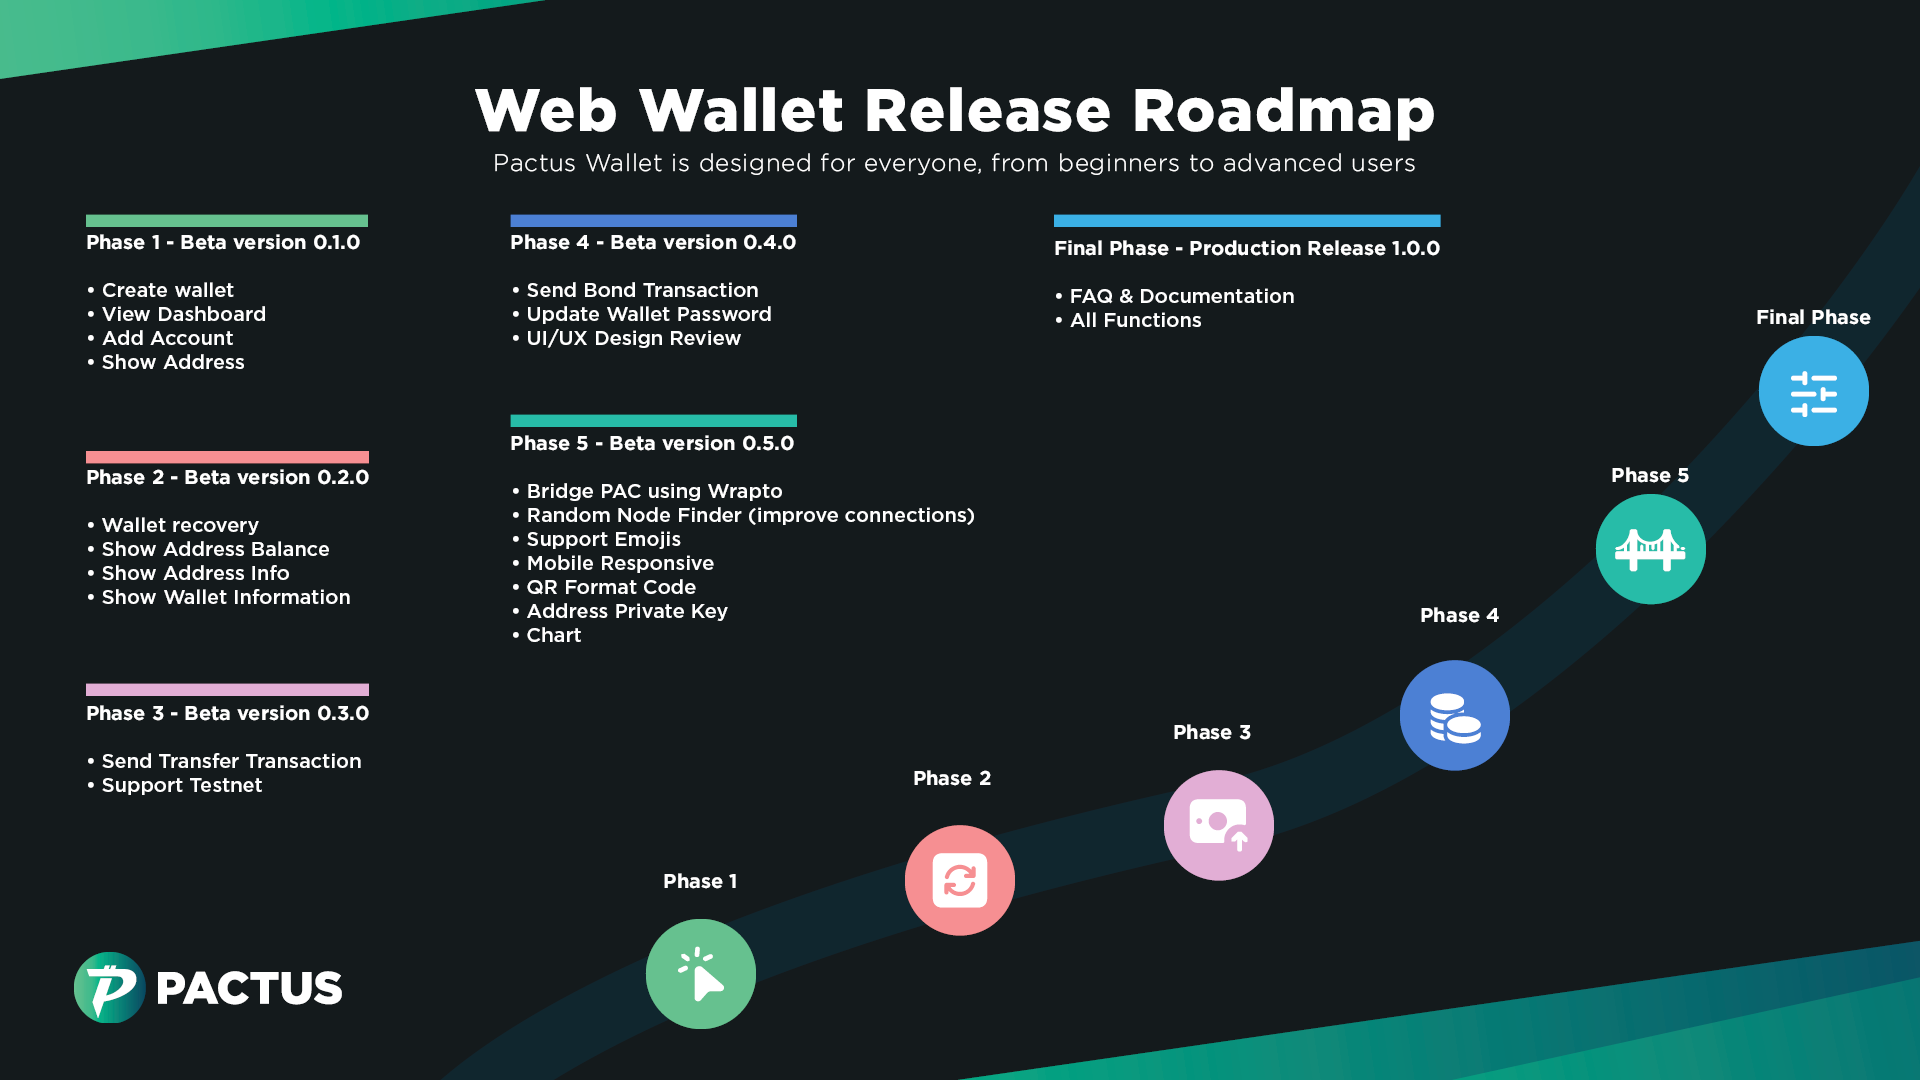 Web Wallet Release Roadmap
Pactus Wallet is designed for everyone, from beginners to advanced users
Phase 1 - Beta version 0.1.0
• Create wallet
• View Dashboard
• Add Account
• Show Address
Phase 2 - Beta version 0.2.0
• Wallet recovery
• Show Address Balance
• Show Address Info
• Show Wallet Information
Phase 3 - Beta version 0.3.0
• Send Transfer Transaction
• Support Testnet
Phase 4 - Beta version 0.4.0
• Send Bond Transaction
• Update Wallet Password
• UI/UX Design Review
Phase 5 - Beta version 0.5.0
• Bridge PAC using Wrapto
• Random Node Finder (improve connections)
• Support Emojis
• Mobile Responsive
• QR Format Code
• Address Private Key
• Chart
Final Phase - Production Release 1.0.0
• FAQ & Documentation
• All Functions
Phase 1
Phase 2
Phase 3
Phase 4
Phase 5
Final Phase
PACTUS